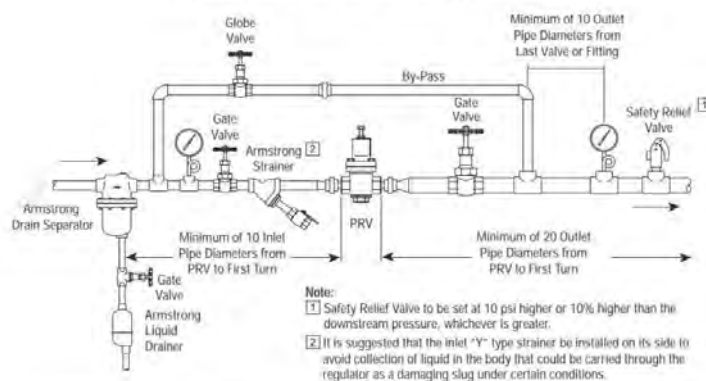 Globe
Valve
Minimum of 10 Outlet
Pipe Diameters from
Last Valve or Fitting
By-Pass
Gate
Valve
Safety Relief 1
Valve
Gate
Valve
Armstrong 2
Strainer
Armstrong
Drain Separator
PRV
Minimum of 10 Inlet
Pipe Diameters from
PRV to First Turn
Minimum of 20 Outlet
Pipe Diameters from
PRV to First Turn
Gate
Valve
Armstrong
Liquid
Drainer
Note:
1 Safety Relief Valve to be set at 10 psi higher or 10% higher than the
downstream pressure, whichever is greater.
2 It is suggested that the inlet "Y" type strainer be installed on its side to
avoid collection of liquid in the body that could be carried through the
regulator as a damaging slug under certain conditions.